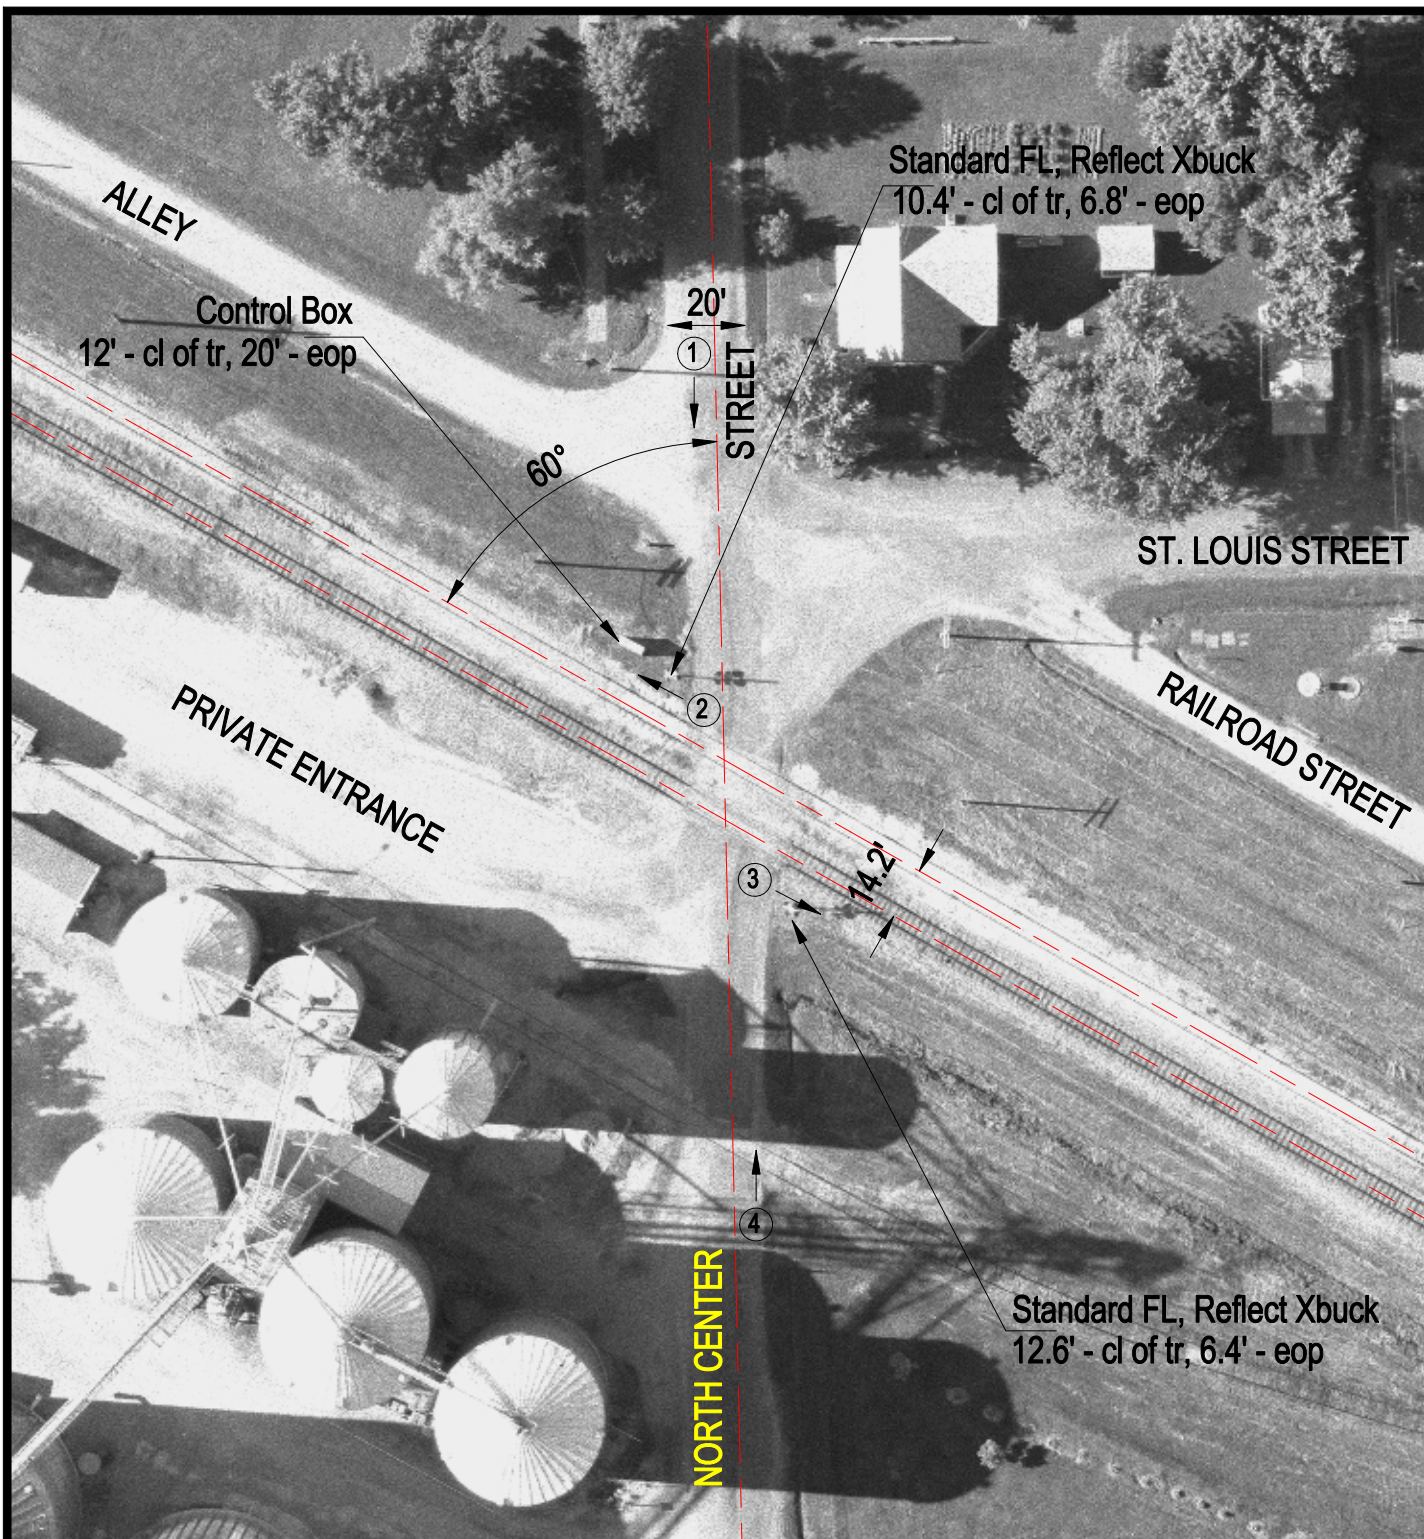 Standard FL, Reflect Xbuck
10.4' - cl of tr, 6.8' - eop
ALLEY
20'
Control Box
12' - cl of tr, 20' - eop
1
STREET
60°
ST. LOUIS STREET
2
PRIVATE ENTRANCE
RAILROAD STREET
3
14.2'
4
NORTH CENTER
Standard FL, Reflect Xbuck
12.6' - cl of tr, 6.4' - eop